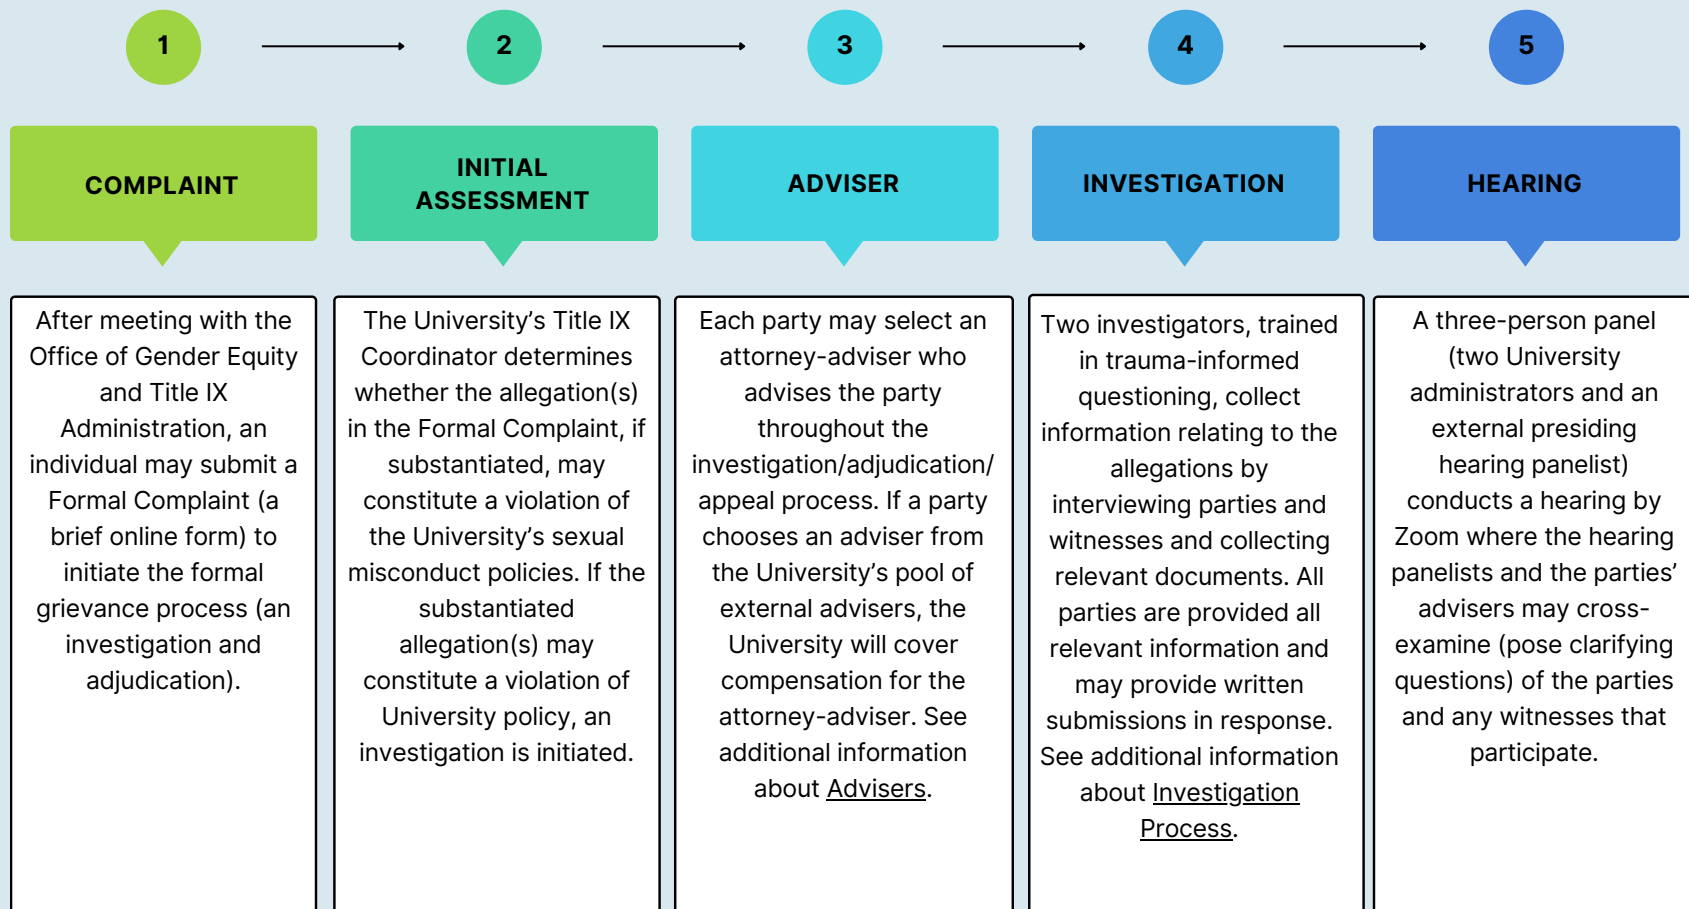 1
2
3
4
5
COMPLAINT
INITIAL
ASSESSMENT
ADVISER
INVESTIGATION
HEARING
After meeting with the
Office of Gender Equity
and Title IX
Administration, an
individual may submit a
Formal Complaint (a
brief online form) to
initiate the formal
grievance process (an
investigation and
adjudication).
The University’s Title IX
Coordinator determines
whether the allegation(s)
in the Formal Complaint, if
substantiated, may
constitute a violation of
the University’s sexual
misconduct policies. If the
substantiated
allegation(s) may
constitute a violation of
University policy, an
investigation is initiated.
Each party may select an
attorney-adviser who
advises the party
throughout the
investigation/adjudication/
appeal process. If a party
chooses an adviser from
the University’s pool of
external advisers, the
University will cover
compensation for the
attorney-adviser. See
additional information
about Advisers.
Two investigators, trained
in trauma-informed
questioning, collect
information relating to the
allegations by
interviewing parties and
witnesses and collecting
relevant documents. All
parties are provided all
relevant information and
may provide written
submissions in response.
See additional information
about Investigation
Process.
A three-person panel
(two University
administrators and an
external presiding
hearing panelist)
conducts a hearing by
Zoom where the hearing
panelists and the parties’
advisers may cross-
examine (pose clarifying
questions) of the parties
and any witnesses that
participate.